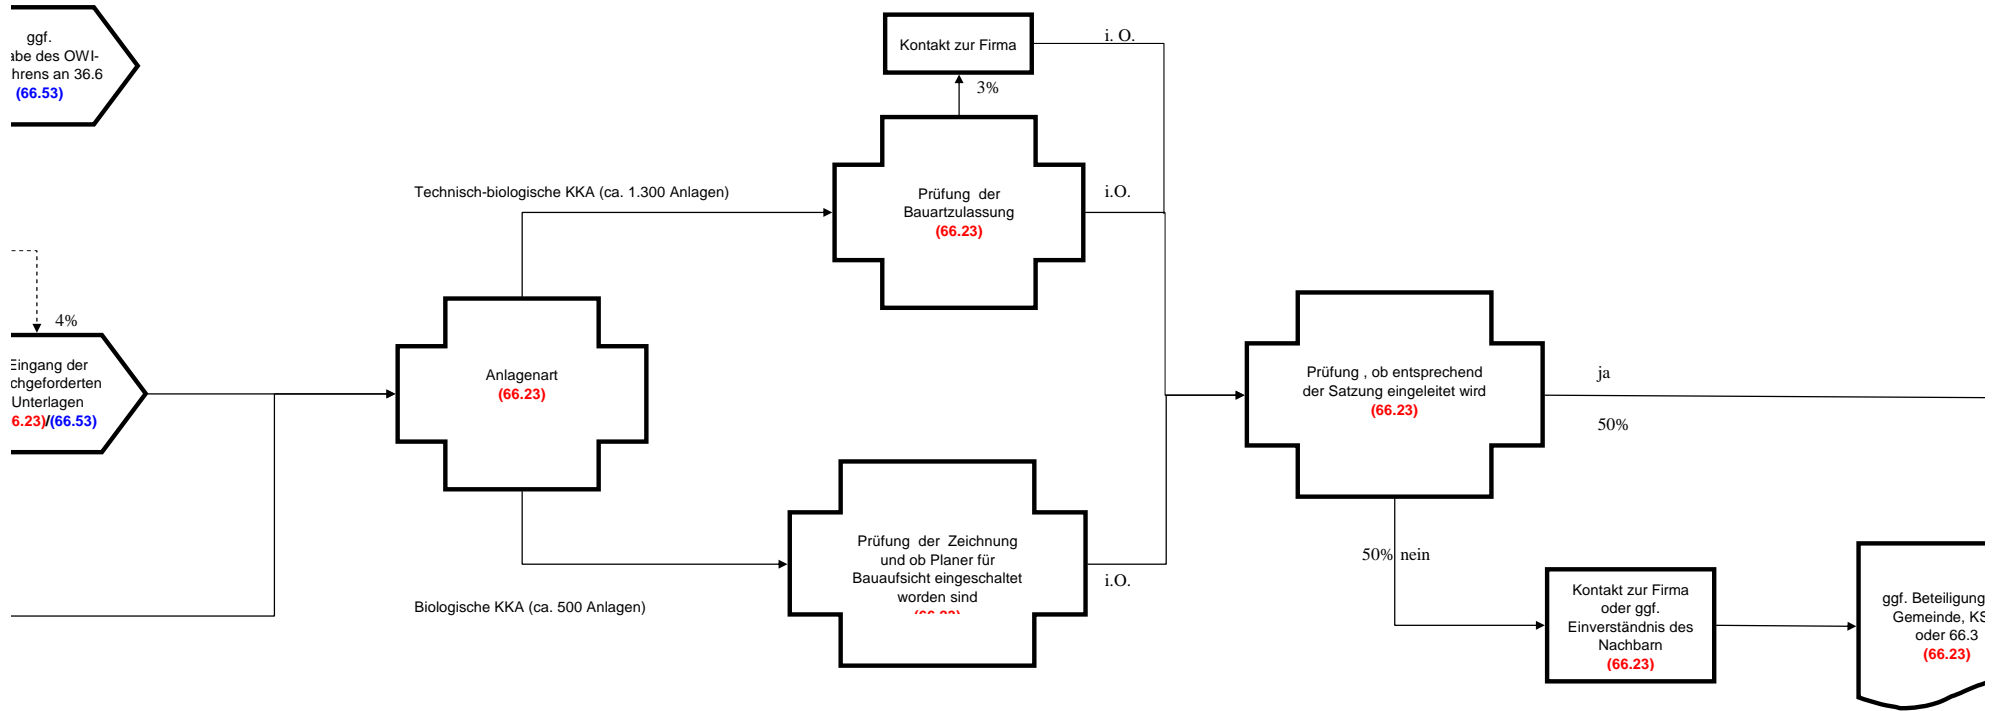 ggf.
abe des OWI-
hrens an 36.6
(66.53)
4%
Eingang der
chgeforderten
Unterlagen
6.23)/(66.53)
Technisch-biologische KKA (ca. 1.300 Anlagen)
Anlagenart
(66.23)
Biologische KKA (ca. 500 Anlagen)
Kontakt zur Firma
i. O.
3%
Prüfung der
Bauartzulassung
(66.23)
i.O.
Prüfung der Zeichnung
und ob Planer für
Bauaufsicht eingeschaltet
worden sind
(66.23)
i.O.
Prüfung , ob entsprechend
der Satzung eingeleitet wird
(66.23)
ja
50%
50% nein
Kontakt zur Firma
oder ggf.
Einverständnis des
Nachbarn
(66.23)
ggf. Beteiligung
Gemeinde, KS
oder 66.3
(66.23)